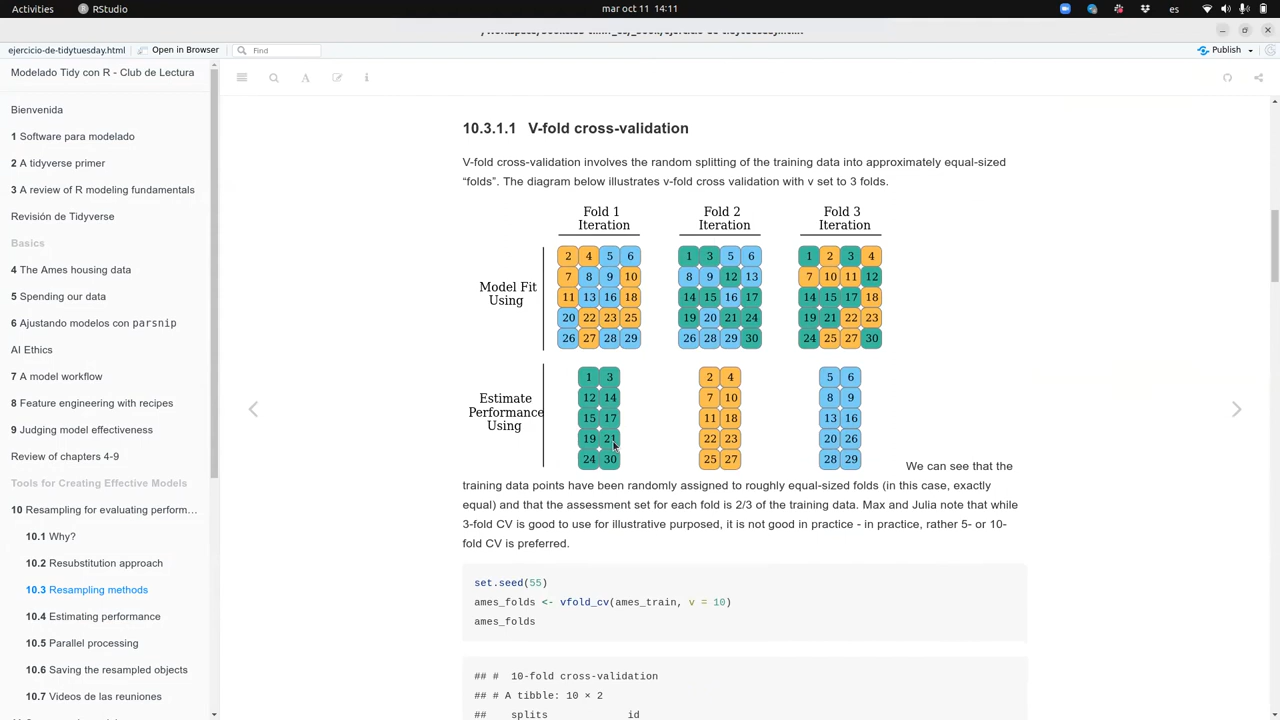 Actividades
RStudio
mar oct 11 14:11
es
ejercicio-de-tidytuesday.html
Open in Browser
Find
Publish
Modelado Tidy con R - Club de Lectura
Bienvenida
1 Software para modelado
2 A tidyverse primer
3 A review of R modeling fundamentals
Revisión de Tidyverse
Basics
4 The Ames housing data
5 Spending our data
6 Ajustando modelos con parsnip
AI Ethics
7 A model workflow
8 Feature engineering with recipes
9 Judging model effectiveness
Review of chapters 4-9
Tools for Creating Effective Models
10 Resampling for evaluating perform...
10.1 Why?
10.2 Resubstitution approach
10.3 Resampling methods
10.4 Estimating performance
10.5 Parallel processing
10.6 Saving the resampled objects
10.7 Videos de las reuniones
10.3.1.1 V-fold cross-validation
V-fold cross-validation involves the random splitting of the training data into approximately equal-sized
“folds”. The diagram below illustrates v-fold cross validation with v set to 3 folds.
Fold 1 Fold 2 Fold 3
Iteration Iteration Iteration
Model Fit
Using
2 4 5 6 1 3 5 6 1 2 3 4
7 8 9 10 8 9 12 13 7 10 11 12
11 13 16 18 14 15 16 17 14 15 17 18
20 22 23 25 19 20 21 24 19 21 22 23
26 27 28 29 26 28 29 30 24 25 27 30
Estimate
Performance
Using
1 3 2 4 5 6
12 14 7 10 8 9
15 17 11 18 13 16
19 21 22 23 20 26
24 30 25 27 28 29
We can see that the
training data points have been randomly assigned to roughly equal-sized folds (in this case, exactly
equal) and that the assessment set for each fold is 2/3 of the training data. Max and Julia note that while
3-fold CV is good to use for illustrative purposed, it is not good in practice - in practice, rather 5- or 10-
fold CV is preferred.
set.seed(55)
ames_folds <- vfold_cv(ames_train, v = 10)
ames_folds
## # 10-fold cross-validation
## # A tibble: 10 × 2
## splits id